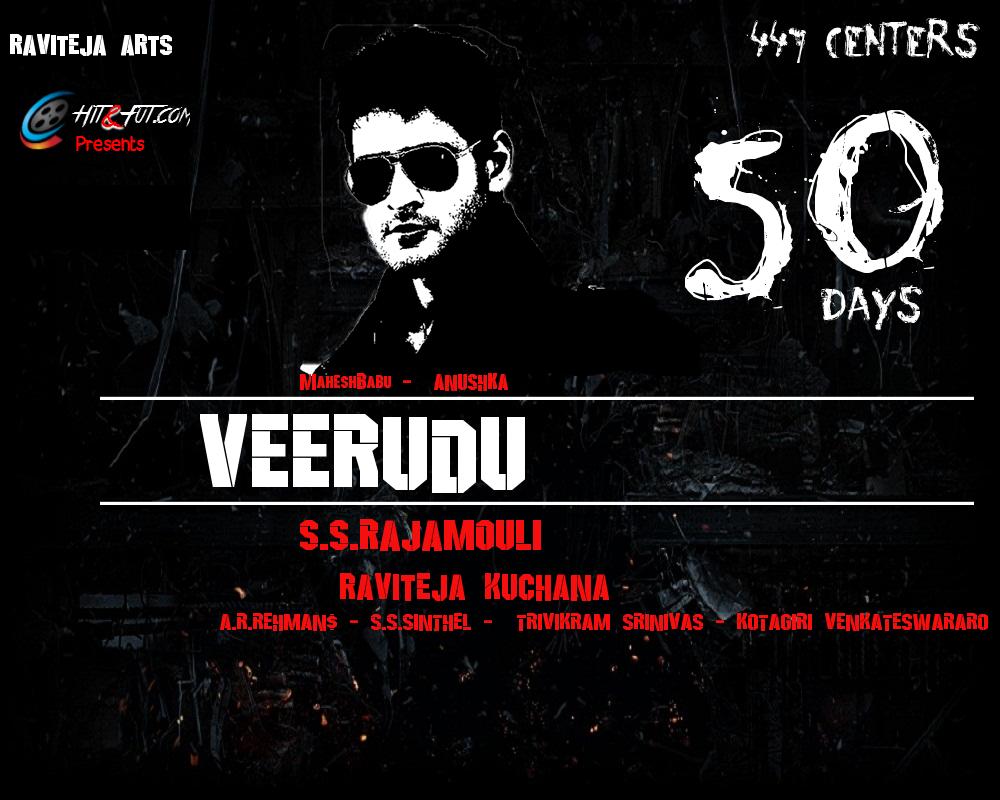 RAVITEJA ARTS
447 CENTERS
HIT&FUT.COM
Presents
50
DAYS
MAHESHBABU - ANUSHKA
VEERUDU
S.S.RAJAMOULI
RAVITEJA KUCHANA
A.R.REHMANS - S.S.SINTHEL - TRIVIKRAM SRINIVAS - KOTAGIRI VENKATESWARARO